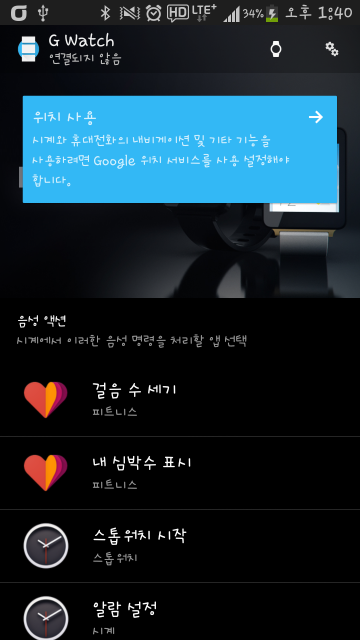 HD LTE+ 34% 오후 1:40
G Watch
연결되지 않음
위치 사용
시계와 휴대전화의 내비게이션 및 기타 기능을
사용하려면 Google 위치 서비스를 사용 설정해야
합니다.
음성 액션
시계에서 이러한 음성 명령을 처리할 앱 선택
걸음 수 세기
피트니스
내 심박수 표시
피트니스
스톱워치 시작
스톱워치
알람 설정
시계